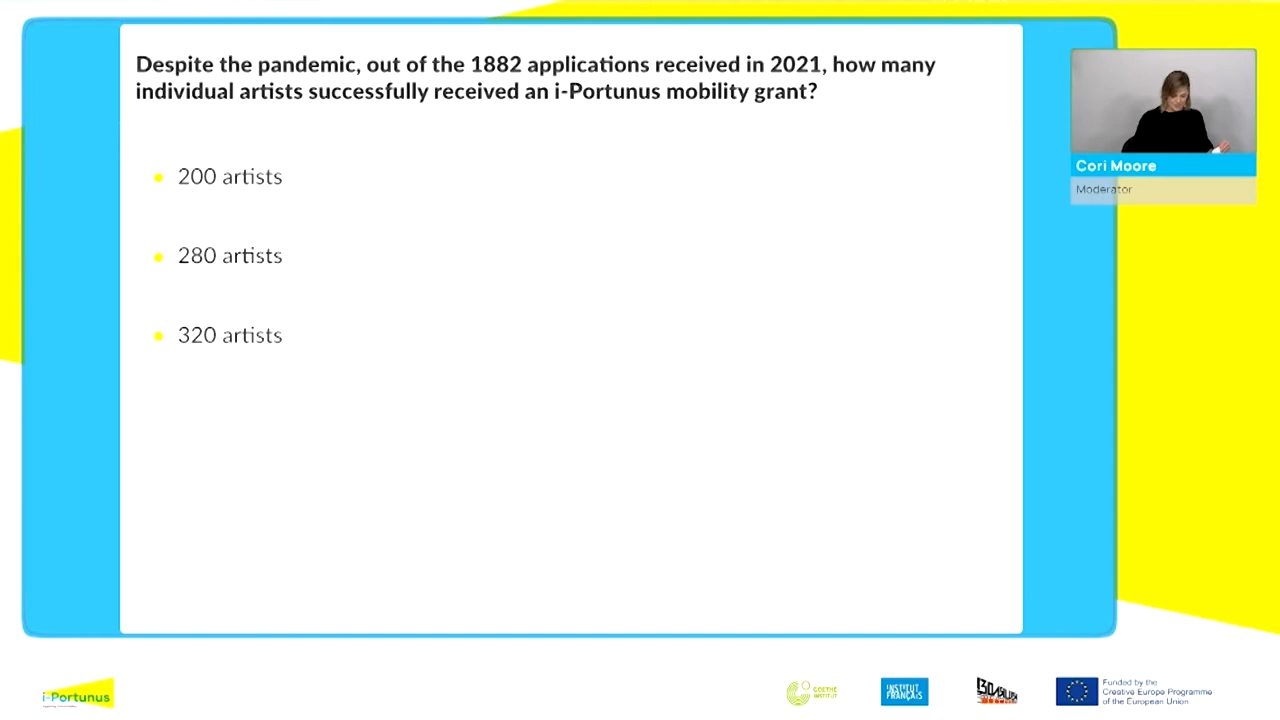 Despite the pandemic, out of the 1882 applications received in 2021, how many
individual artists successfully received an i-Portunus mobility grant?
200 artists
280 artists
320 artists
Cori Moore
Moderator
i-Portunus
GOETHE
INSTITUT
INSTITUT
FRANÇAIS
Funded by the
Creative Europe Programme
of the European Union